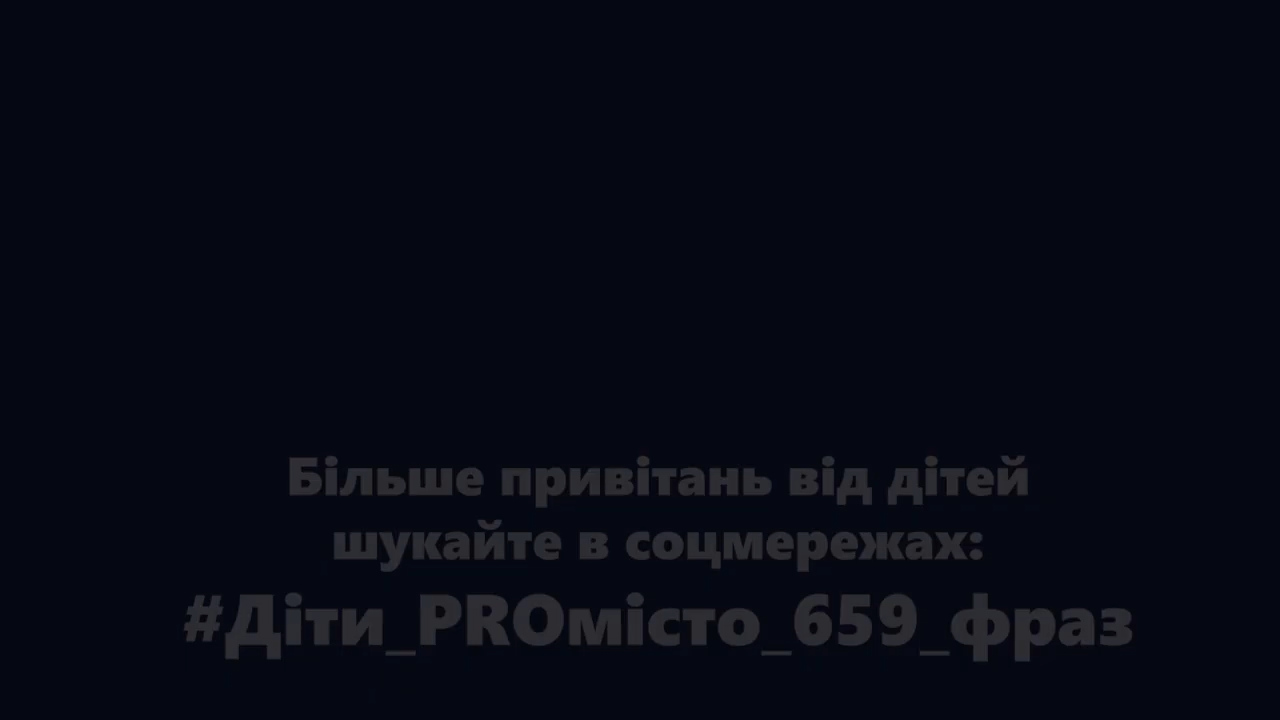 Більше привітань від дітей
шукайте в соцмережах:
#Діти_PROмісто_659_фраз